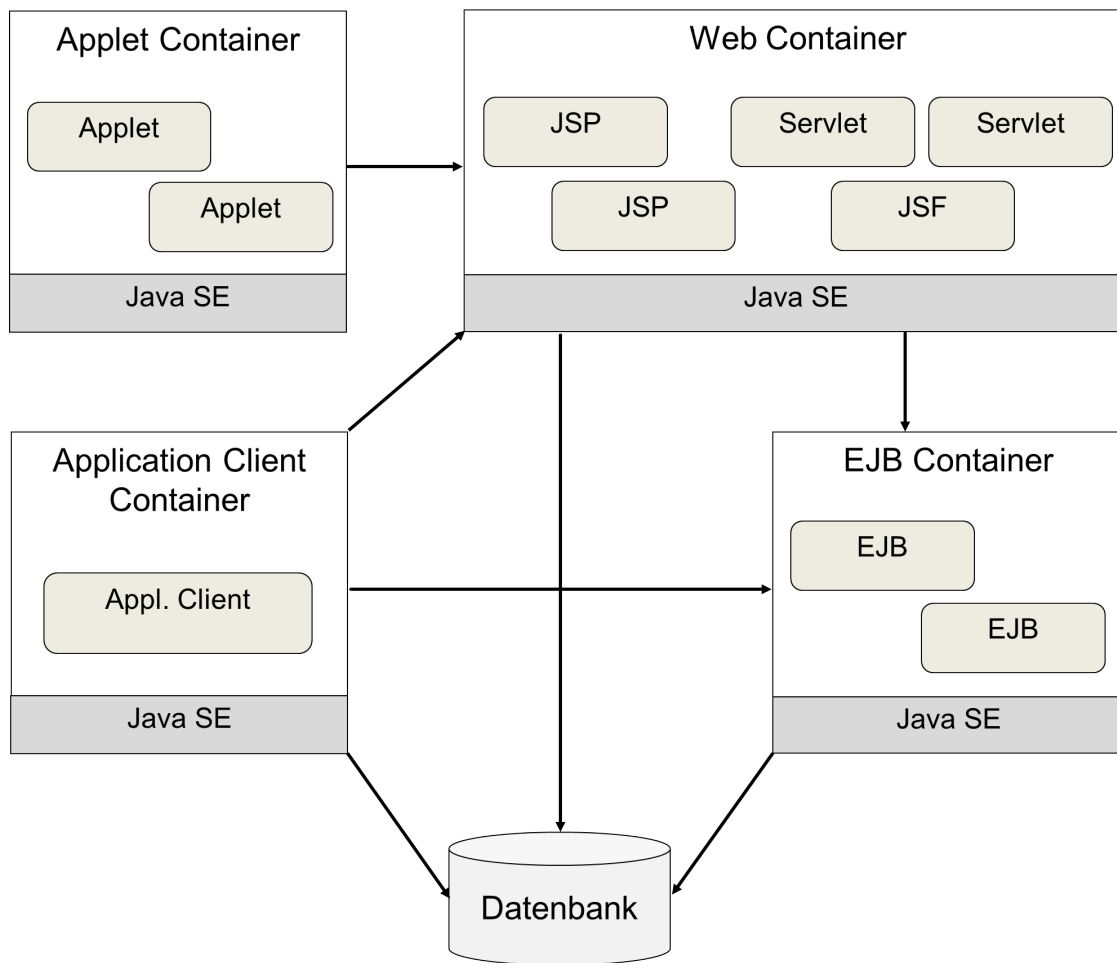 Applet Container
Applet
Applet
Java SE
Web Container
JSP
Servlet
Servlet
JSP
JSF
Java SE
Application Client
Container
Appl. Client
Java SE
EJB Container
EJB
EJB
Java SE
Datenbank